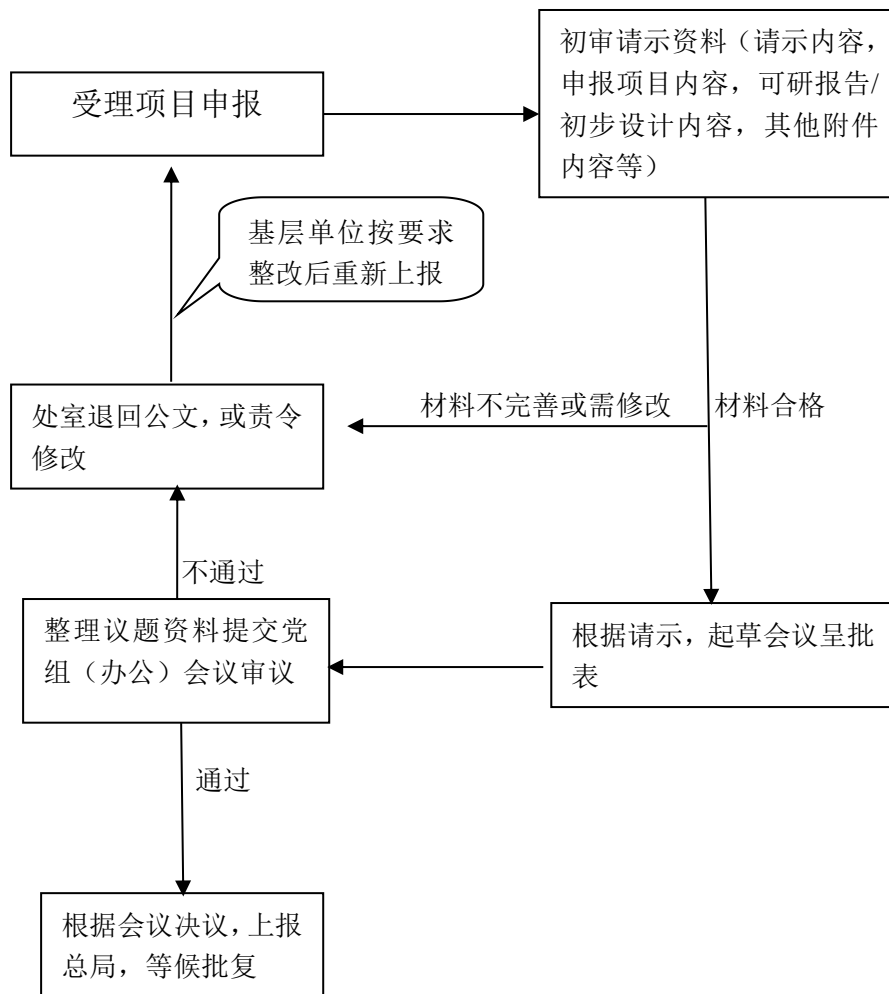 受理项目申报
初审请示资料（请示内容，
申报项目内容，可研报告/
初步设计内容，其他附件
内容等）
基层单位按要求
整改后重新上报
处室退回公文，或责令
修改
材料不完善或需修改
材料合格
不通过
整理议题资料提交党
组（办公）会议审议
根据请示，起草会议呈批
表
通过
根据会议决议，上报
总局，等候批复